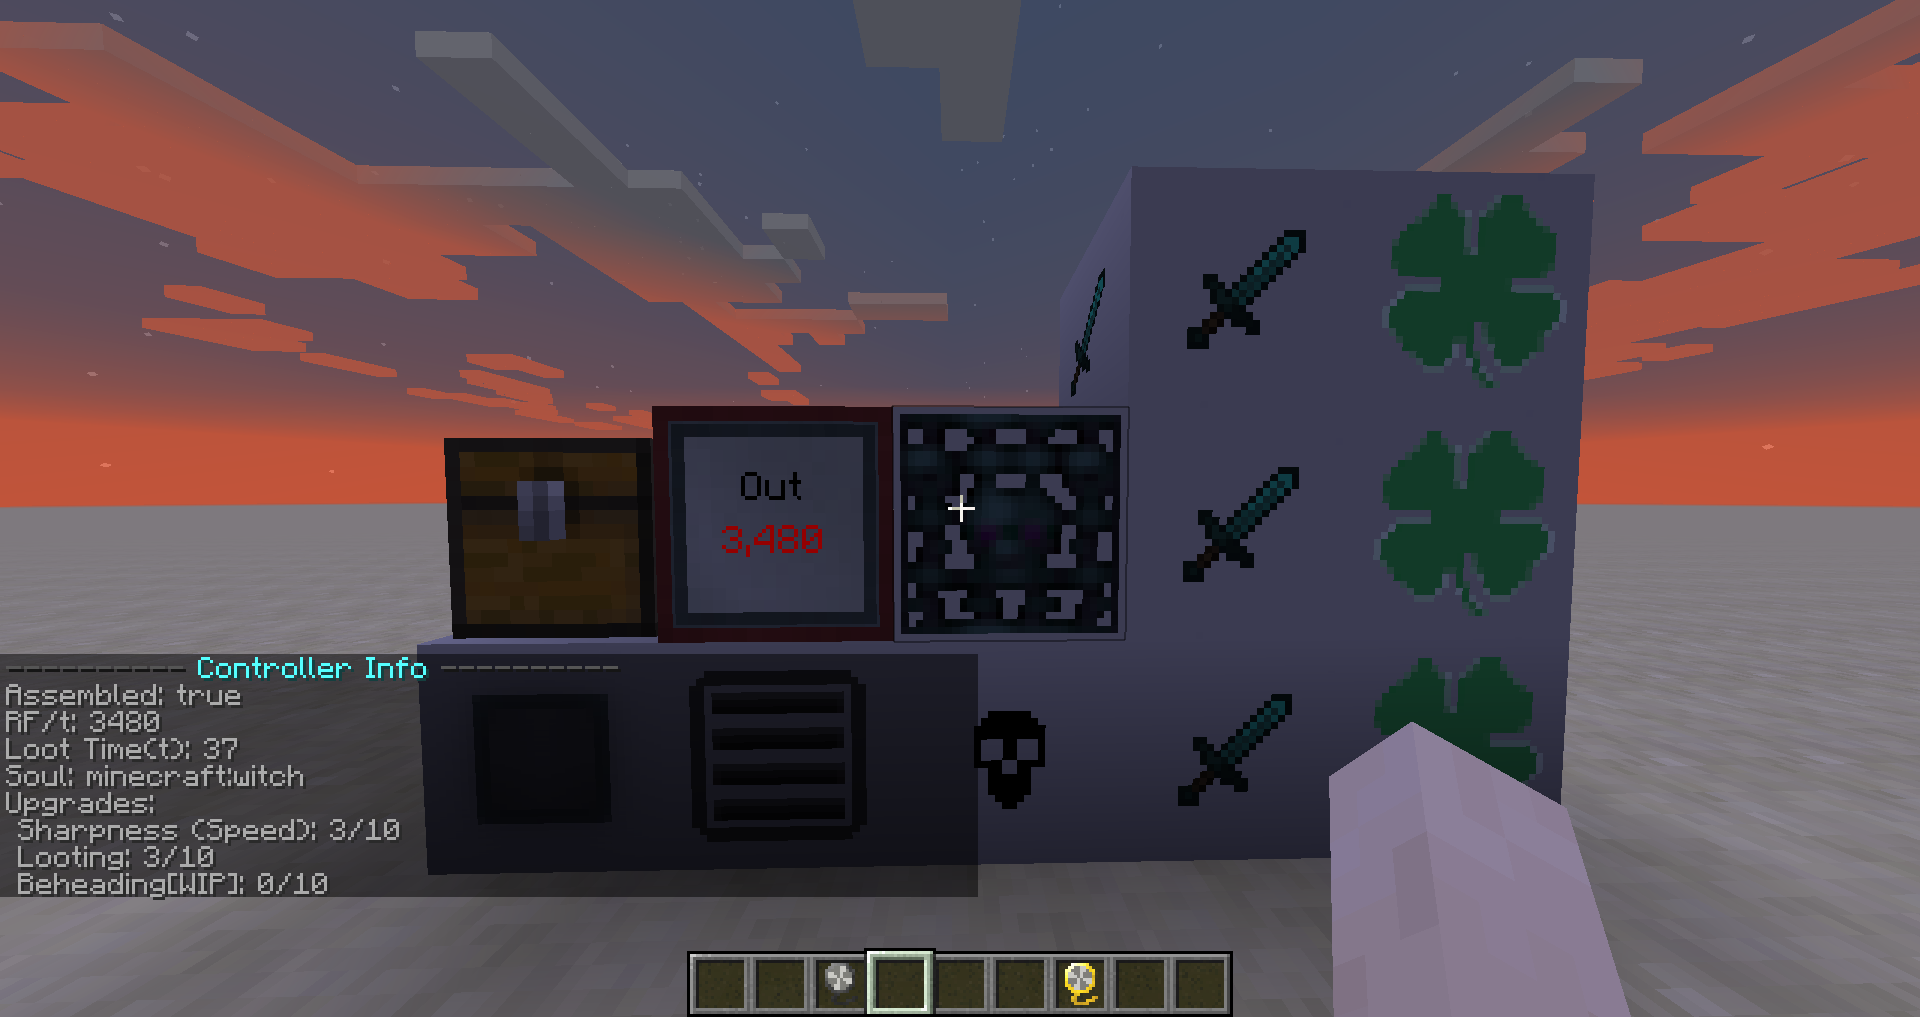 Out
3,480
---------- Controller Info ----------
Assembled: true
RF/t: 3480
Loot Time(t): 37
Soul: minecraft:witch
Upgrades:
Sharpness (Speed): 3/10
Looting: 3/10
Beheading[WIP]: 0/10